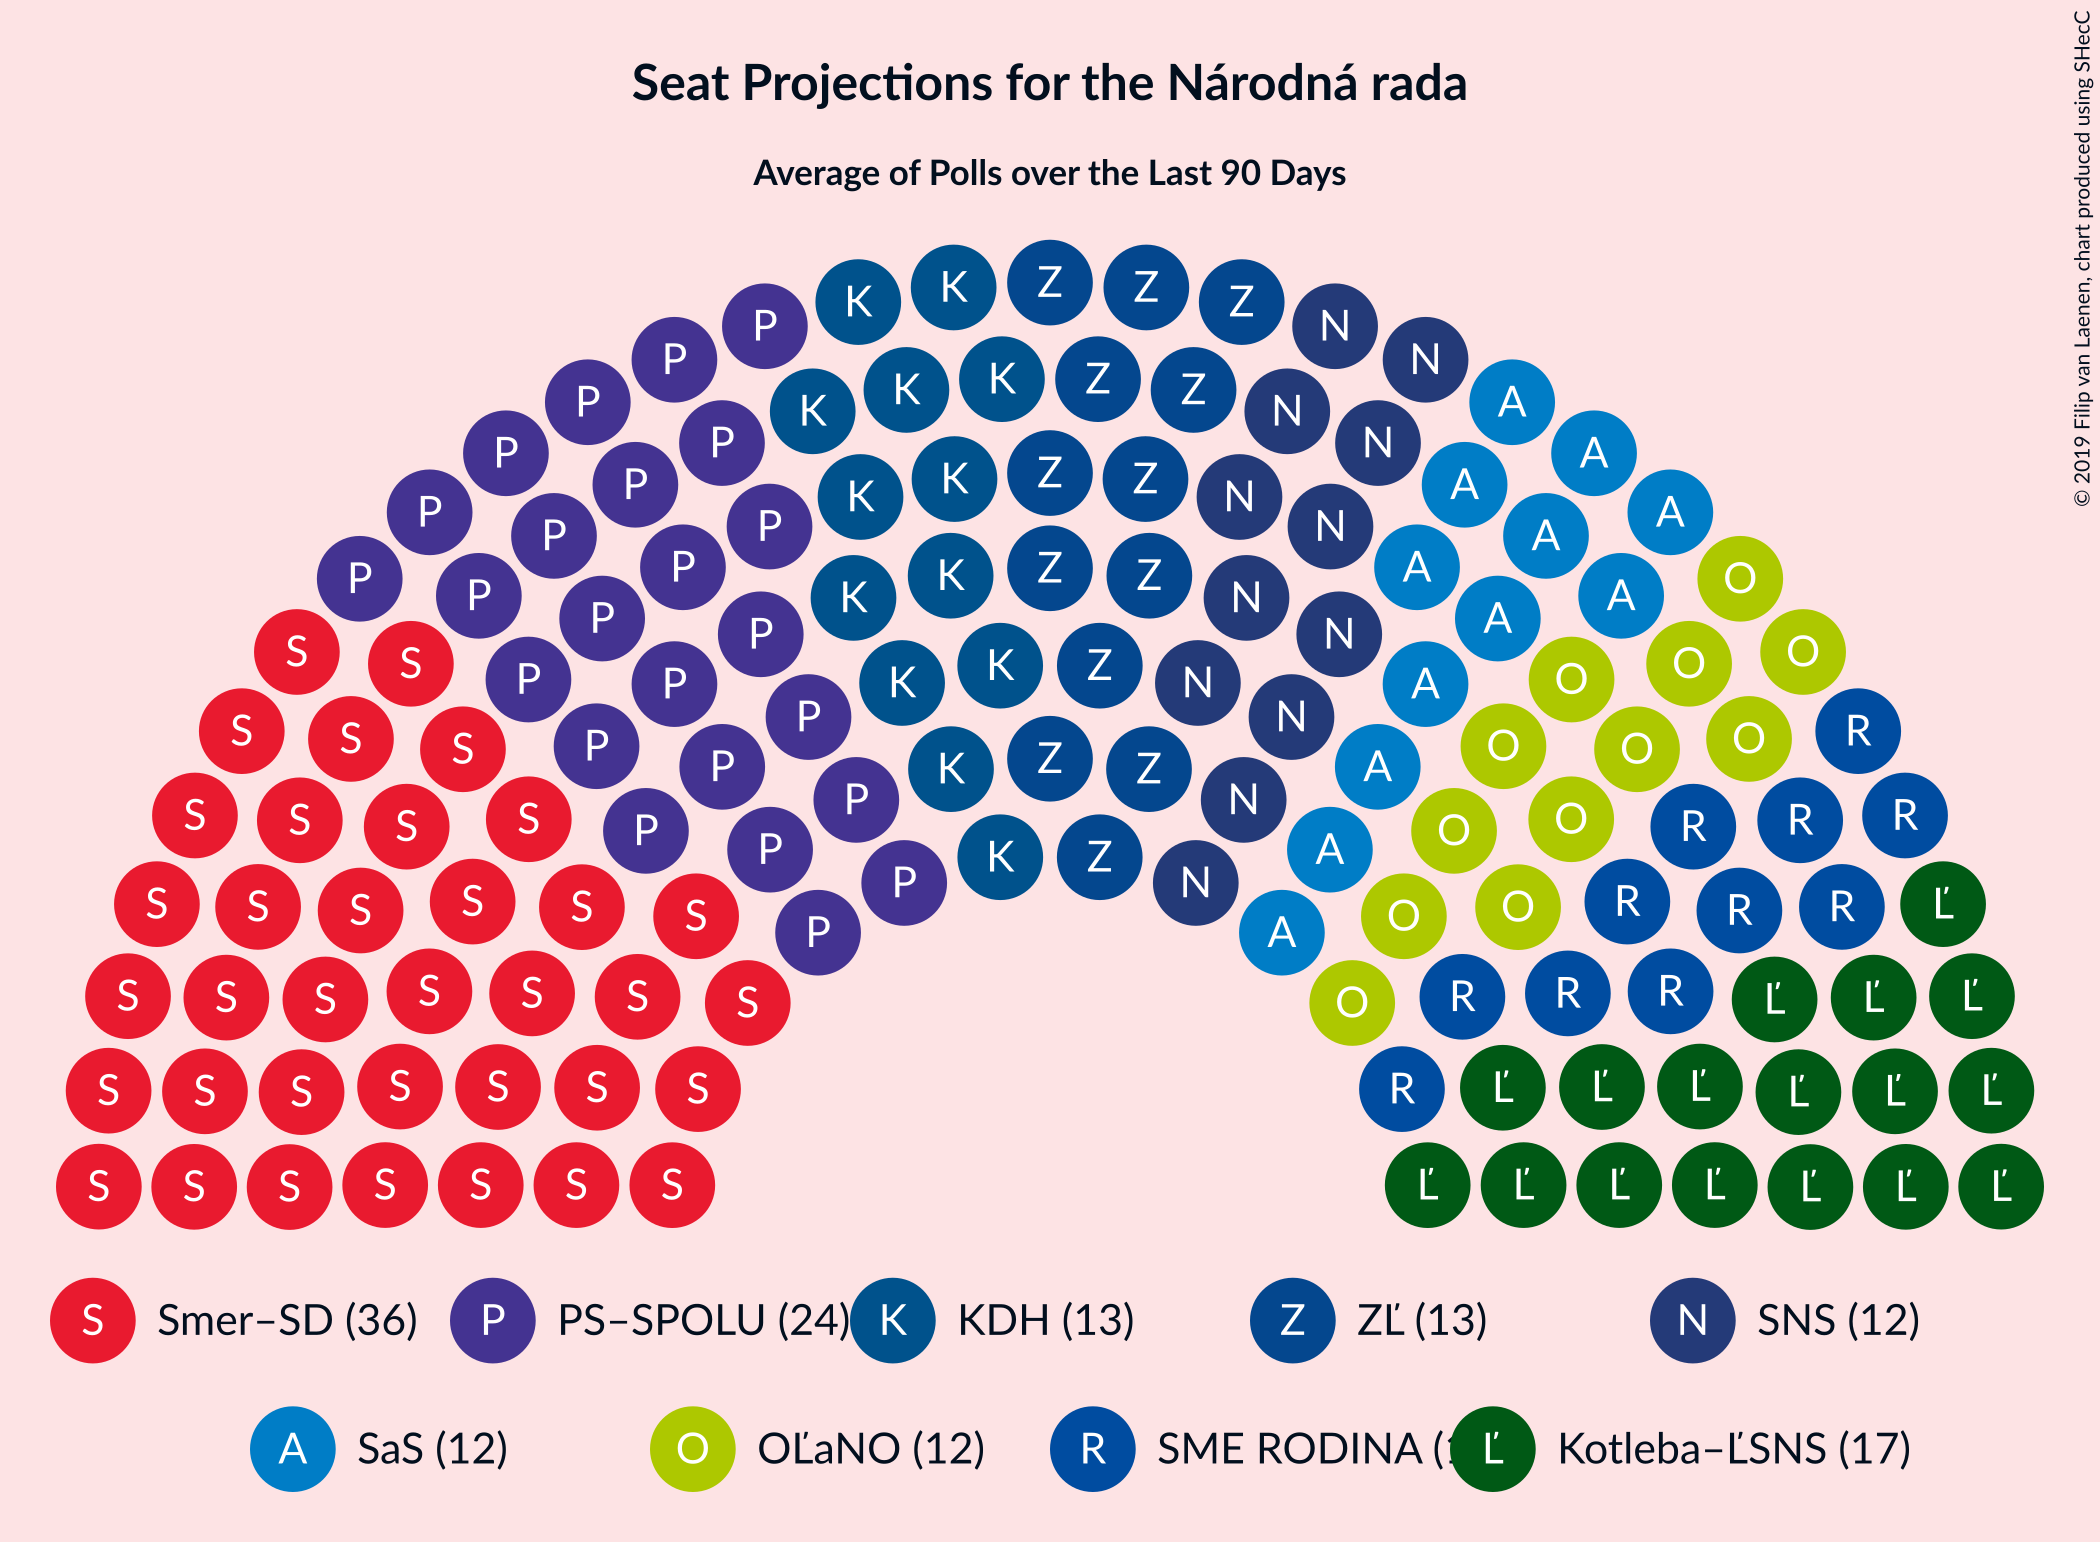 Seat Projections for the Národná rada
Average of Polls over the Last 90 Days
© 2019 Filip van Laenen, chart produced using SHecC
K K Z Z Z
P N
P K K Z Z N
P K N A
P P N A
P K Z Z A
P K N A
P P N A
P P K Z Z A O
P K N A
P P N A
S S K Z O O
P P K N A O
S P N R
S S P Z O O O
P K Z A
S S S S P P N O O R R R
P K Z A
S S S S S S P N O O R R R Ľ
P A
S S S S S S S O R R R Ľ Ľ Ľ
S S S S S S S R Ľ Ľ Ľ Ľ Ľ Ľ
S S S S S S S Ľ Ľ Ľ Ľ Ľ Ľ Ľ
S Smer–SD (36) P PS–SPOLU (24) K KDH (13) Z ZĽ (13) N SNS (12)
A SaS (12) O OĽaNO (12) R SME RODINA Ľ Kotleba–ĽSNS (17)